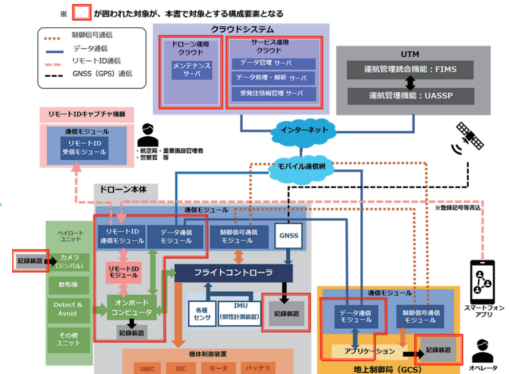 ※ が囲われた対象が、本書で対象とする構成要素となる
制御信号通信
データ通信
リモートID通信
GNSS（GPS）通信
クラウドシステム
ドローン運用
クラウド
メンテナンス
サーバ
サービス運用
クラウド
データ管理 サーバ
データ処理・解析 サーバ
受発注情報管理 サーバ
UTM
運航管理統合機能：FIMS
運航管理機能：UASSP
リモートIDキャプチャ機器
通信モジュール
リモートID
受信モジュール
・航空局・重要施設管理者
・警察官 等
インターネット
モバイル通信網
ドローン本体
通信モジュール
リモートID
通信モジュール
データ通信
モジュール
制御信号通信
モジュール
GNSS
※登録記号等書込
ペイロード
ユニット
記録装置
カメラ
（ジンバル）
散布機
Detect &
Avoid
その他
ユニット
リモートID
モジュール
オンボード
コンピュータ
記録装置
フライトコントローラ
各種
センサ
IMU
（慣性計測装置）
記録装置
機体制御装置
UBEC
ESC
モータ
バッテリ
通信モジュール
データ通信
モジュール
制御信号通信
モジュール
アプリケーション
記録装置
地上制御局（GCS）
スマートフォン
アプリ
オペレータ